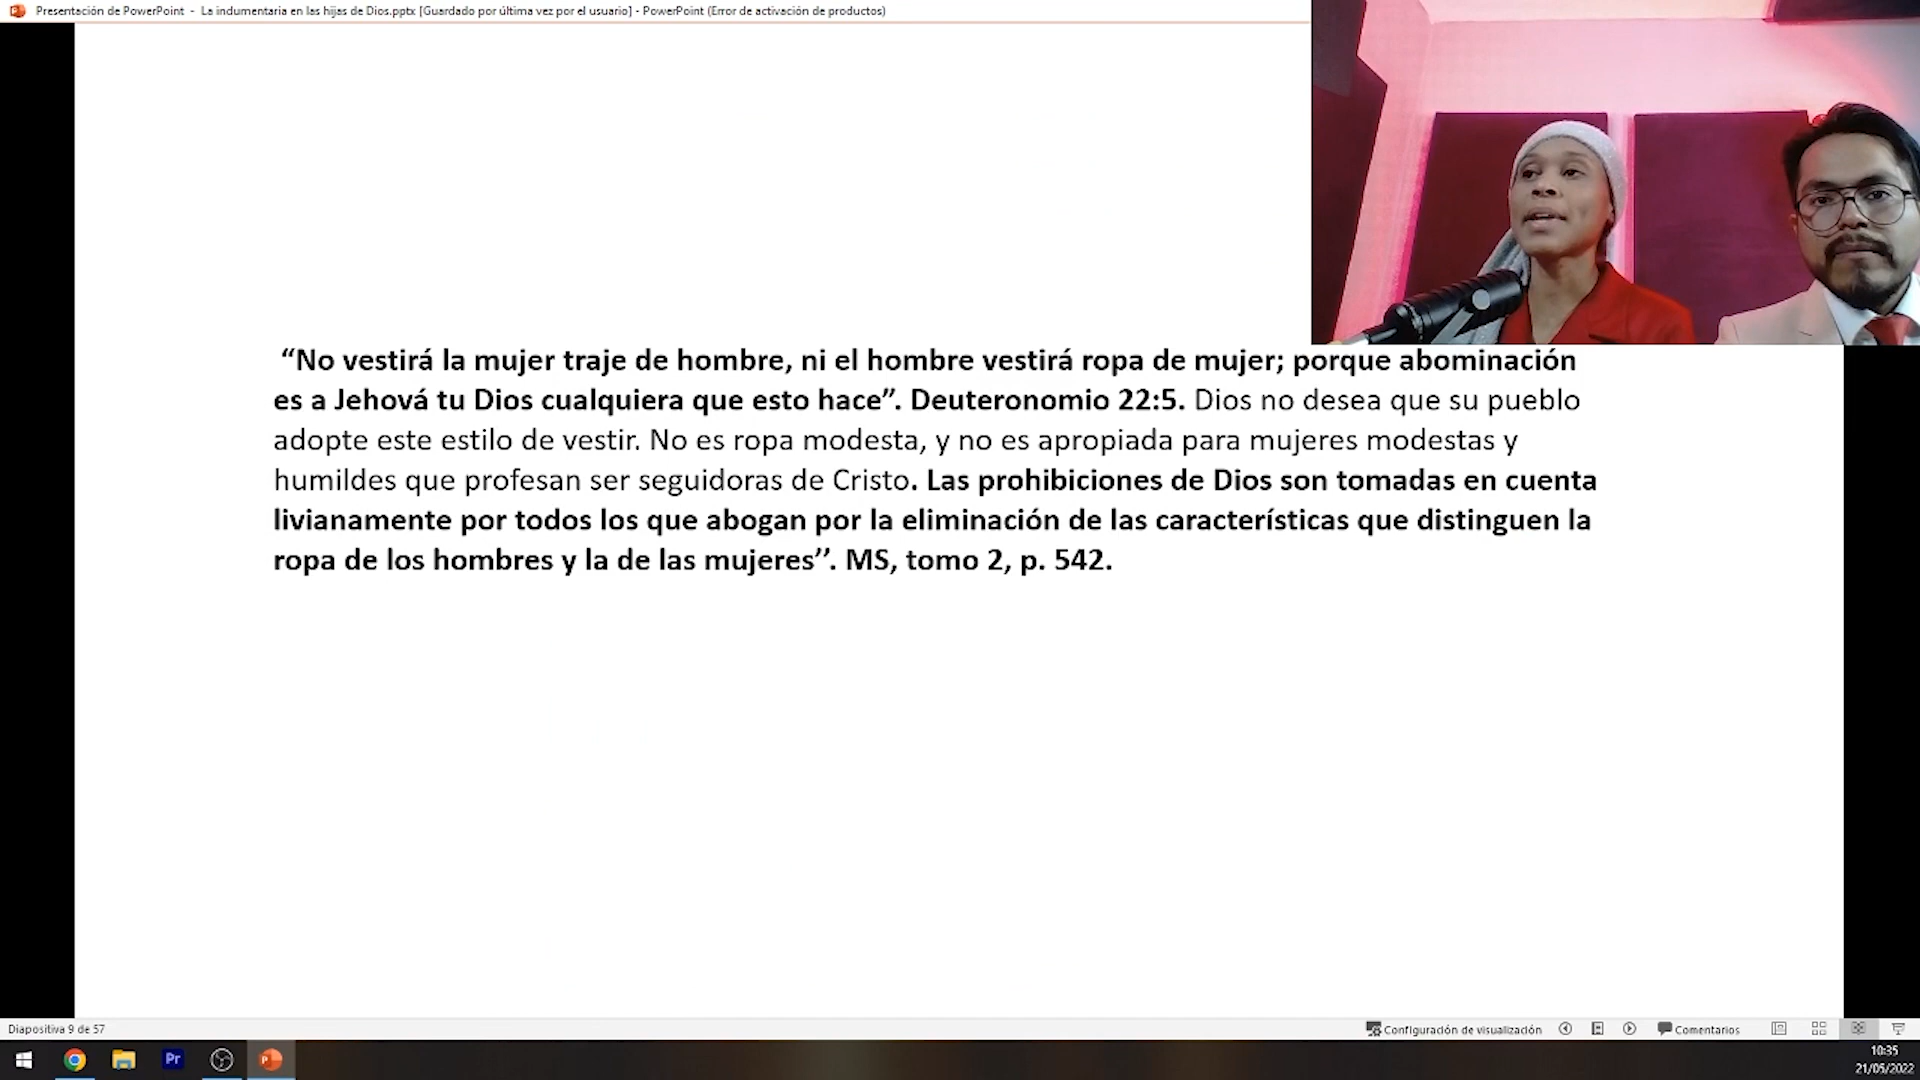 Presentación de PowerPoint - La indumentaria en las hijas de Dios.pptx [Guardado por última vez por el usuario] - PowerPoint (Error de activación de productos)
“No vestirá la mujer traje de hombre, ni el hombre vestirá ropa de mujer; porque abominación
es a Jehová tu Dios cualquiera que esto hace”. Deuteronomio 22:5. Dios no desea que su pueblo
adopte este estilo de vestir. No es ropa modesta, y no es apropiada para mujeres modestas y
humildes que profesan ser seguidoras de Cristo. Las prohibiciones de Dios son tomadas en cuenta
livianamente por todos los que abogan por la eliminación de las características que distinguen la
ropa de los hombres y la de las mujeres’’. MS, tomo 2, p. 542.
Diapositiva 9 de 57
Configuración de visualización
Comentarios
Pr
P
10:35
21/05/2022